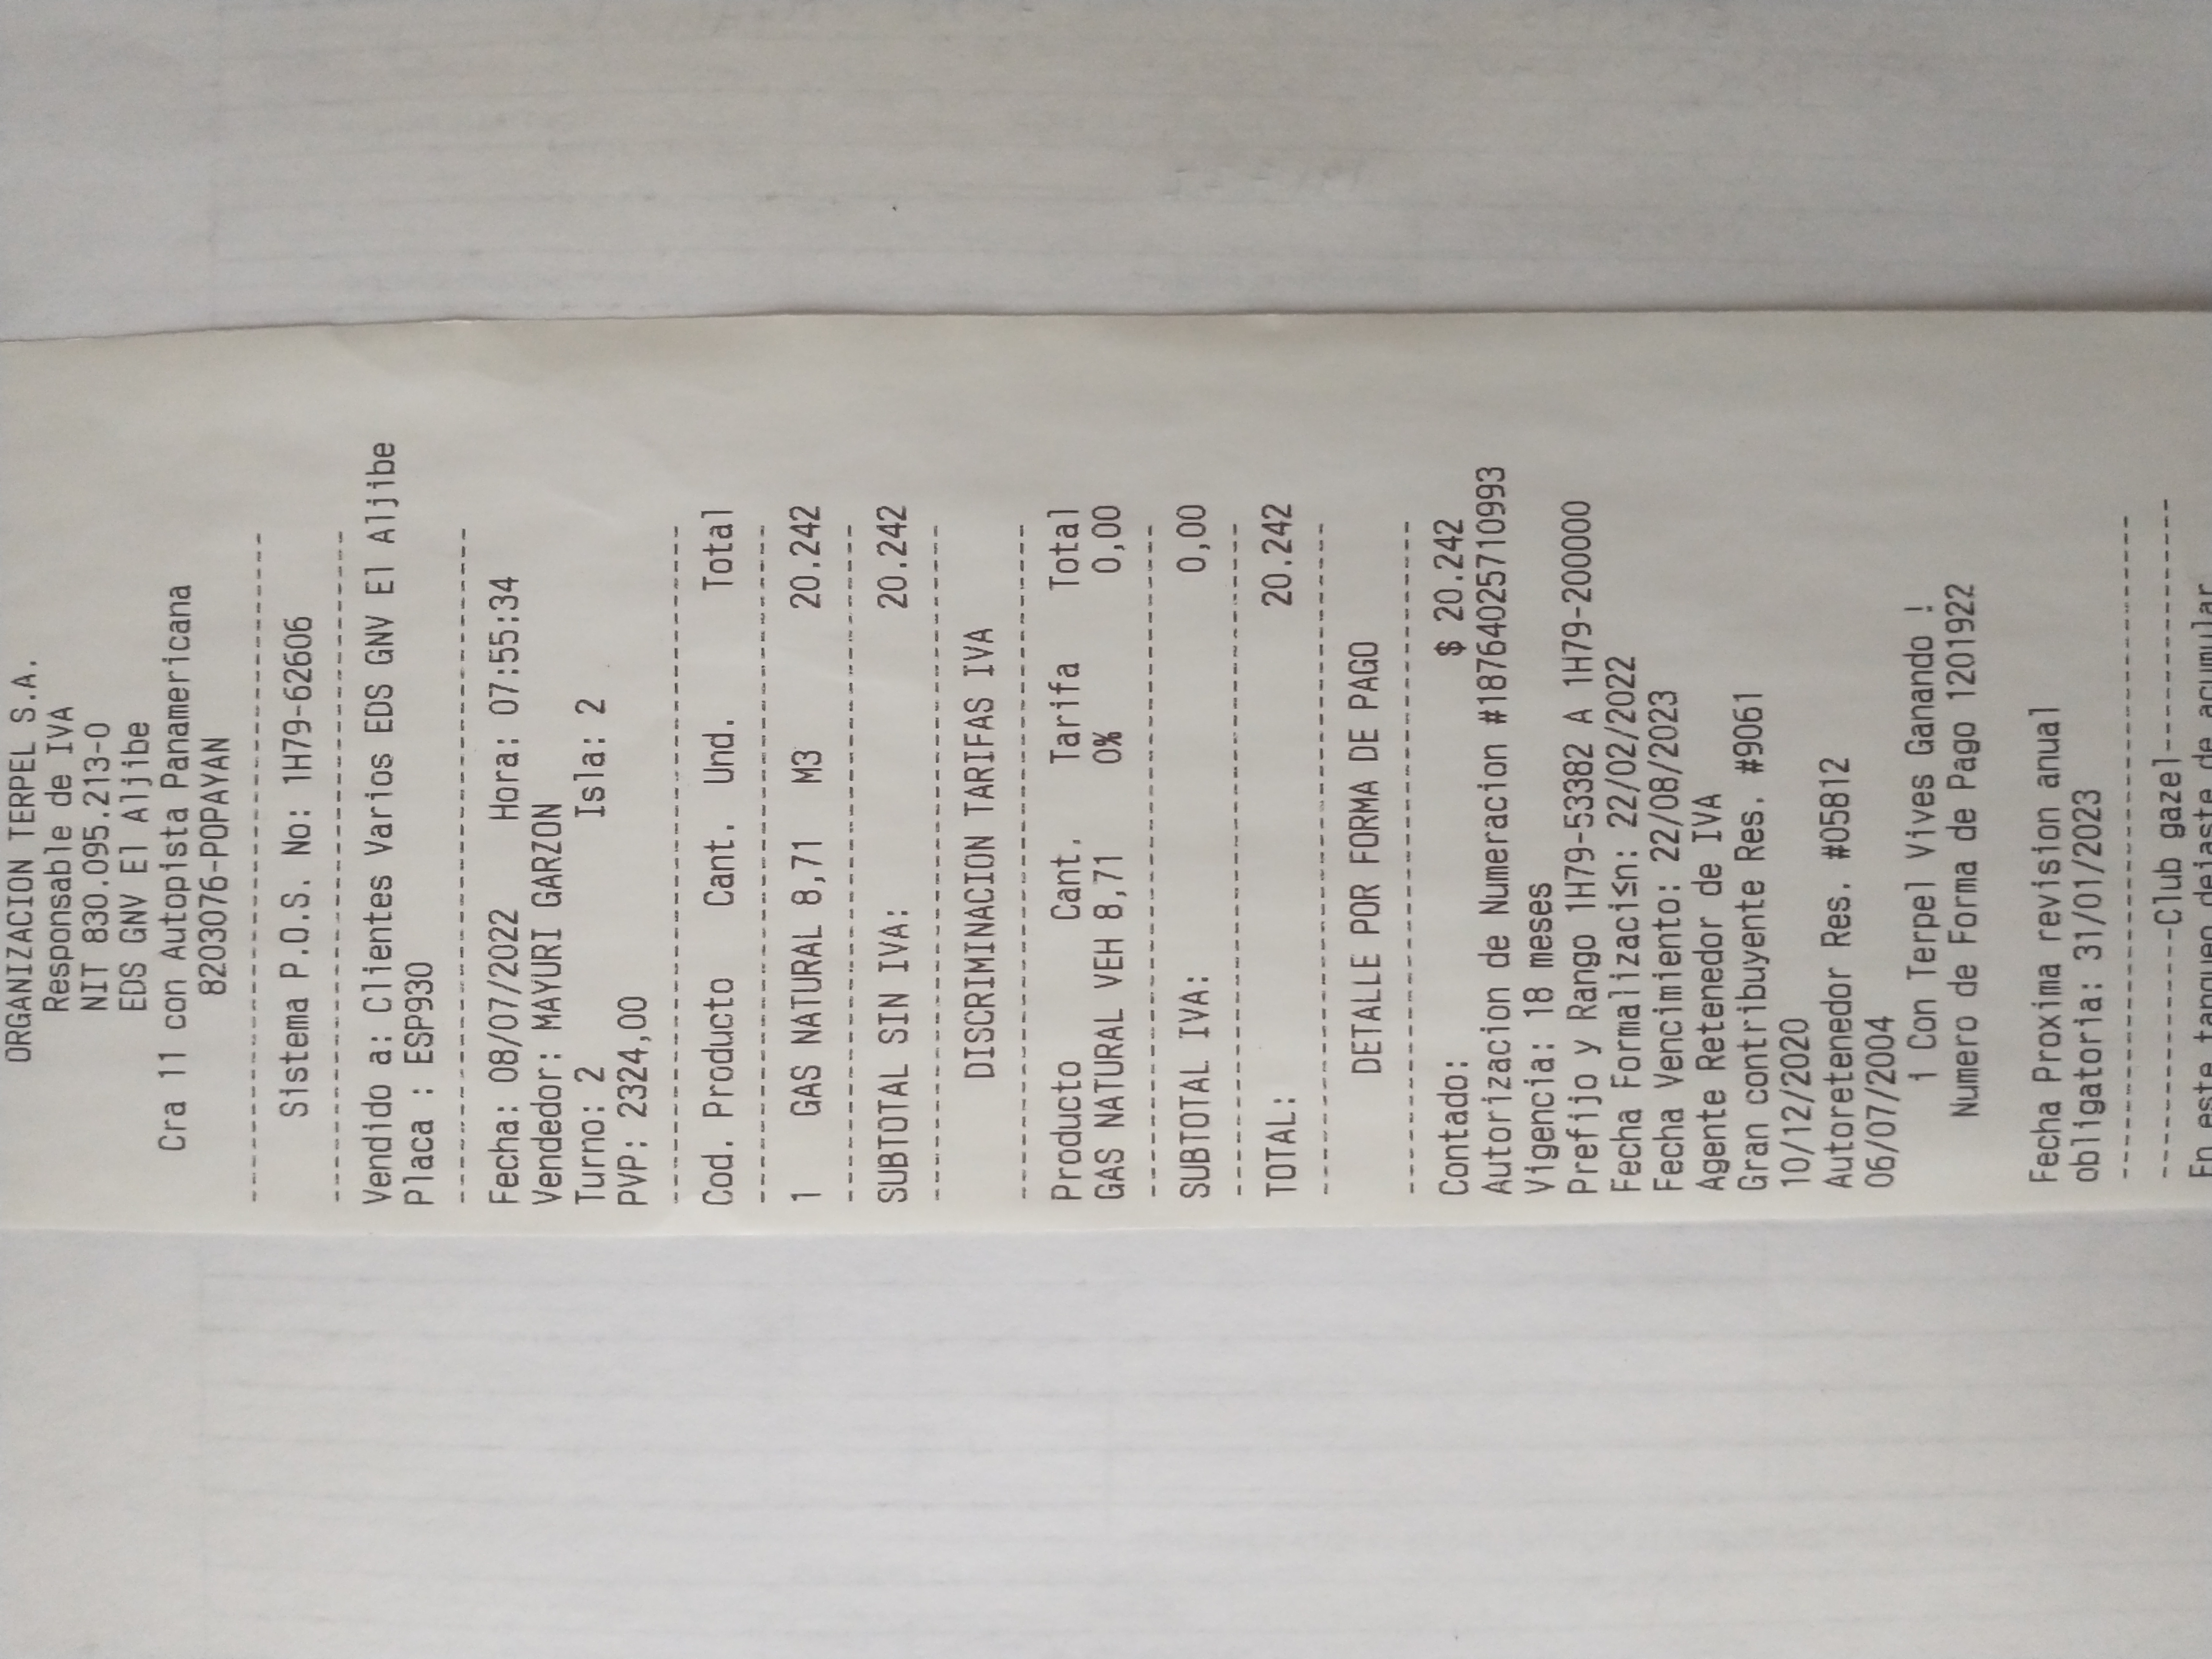 ORGANIZACION TERPEL S.A.
Responsable de IVA
NIT 830.095.213-0
EDS GNV El Aljibe
Cra 11 con Autopista Panamericana
8203076-POPAYAN
--------------------------------
Sistema P.O.S. No: 1H79-62606
--------------------------------
Vendido a: Clientes Varios EDS GNV El Aljibe
Placa : ESP930
--------------------------------
Fecha: 08/07/2022 Hora: 07:55:34
Vendedor: MAYURI GARZON
Turno: 2 Isla: 2
PVP: 2324,00
--------------------------------
Cod. Producto Cant. Und. Total
--------------------------------
1 GAS NATURAL 8,71 M3 20.242
--------------------------------
SUBTOTAL SIN IVA: 20.242
--------------------------------
DISCRIMINACION TARIFAS IVA
--------------------------------
Producto Cant. Tarifa Total
GAS NATURAL VEH 8,71 0% 0,00
--------------------------------
SUBTOTAL IVA: 0,00
--------------------------------
TOTAL: 20.242
--------------------------------
DETALLE POR FORMA DE PAGO
--------------------------------
Contado: $ 20.242
Autorizacion de Numeracion #18764025710993
Vigencia: 18 meses
Prefijo y Rango 1H79-53382 A 1H79-200000
Fecha Formalizaci≤n: 22/02/2022
Fecha Vencimiento: 22/08/2023
Agente Retenedor de IVA
Gran contribuyente Res. #9061
10/12/2020
Autoretenedor Res. #05812
06/07/2004
¡ Con Terpel Vives Ganando !
Numero de Forma de Pago 1201922
Fecha Proxima revision anual
obligatoria: 31/01/2023
--------------------------------
-----------Club gazel-----------
En este tanqueo dejaste de acumular